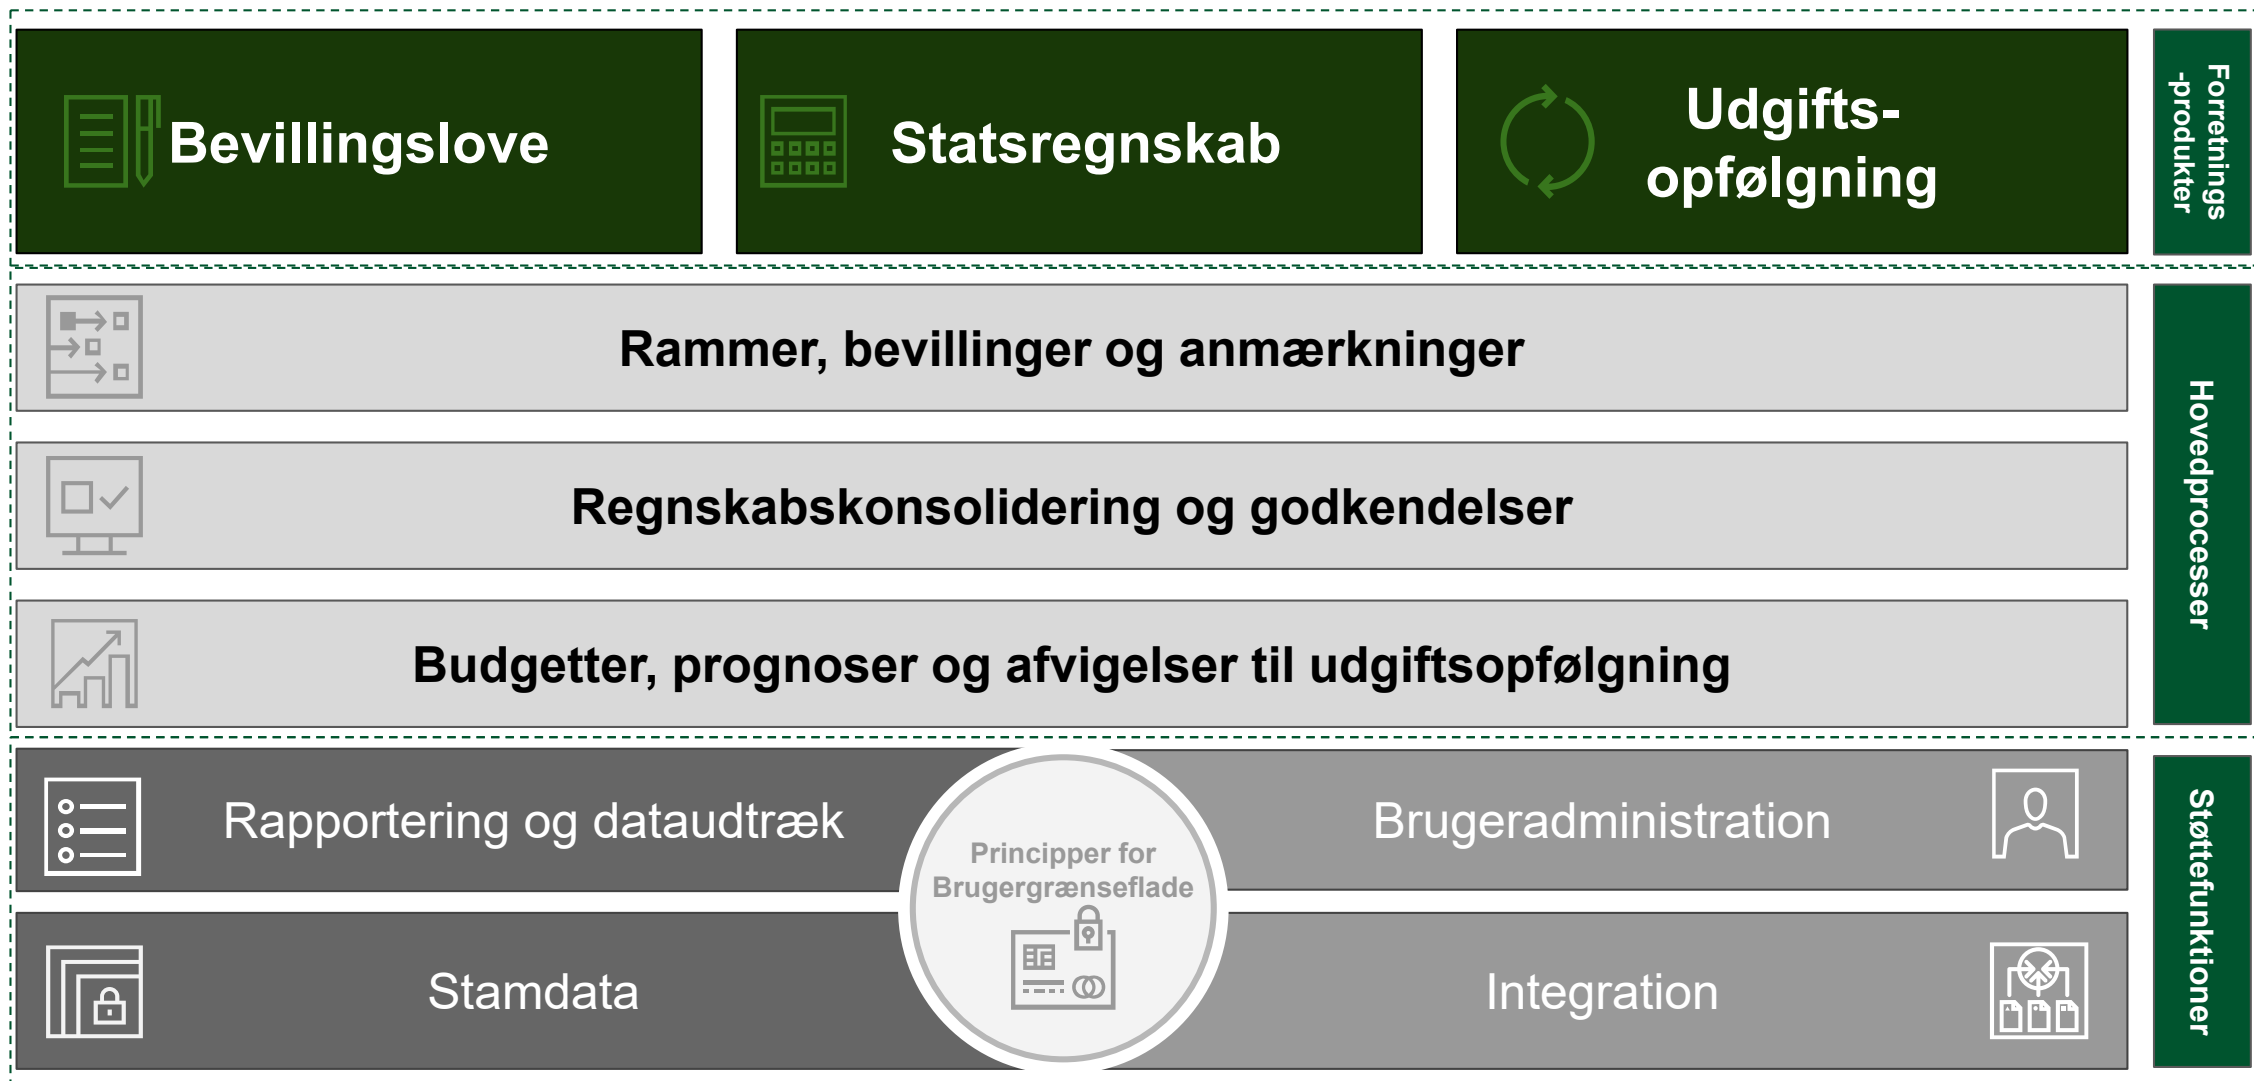 Bevillingslove
Statsregnskab
Udgifts-
opfølgning
Forretnings
-produkter
Rammer, bevillinger og anmærkninger
Regnskabskonsolidering og godkendelser
Budgetter, prognoser og afvigelser til udgiftsopfølgning
Hovedprocesser
Rapportering og dataudtræk
Brugeradministration
Principper for
Brugergrænseflade
Stamdata
Integration
Støttefunktioner